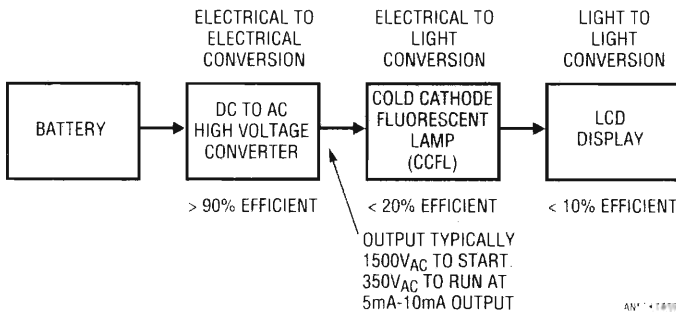 ELECTRICAL TO
ELECTRICAL
CONVERSION
ELECTRICAL TO
LIGHT
CONVERSION
LIGHT TO
LIGHT
CONVERSION
BATTERY
DC TO AC
HIGH VOLTAGE
CONVERTER
COLD CATHODE
FLUORESCENT
LAMP
(CCFL)
LCD
DISPLAY
> 90% EFFICIENT
< 20% EFFICIENT
< 10% EFFICIENT
OUTPUT TYPICALLY
1500VAC TO START.
350VAC TO RUN AT
5mA-10mA OUTPUT